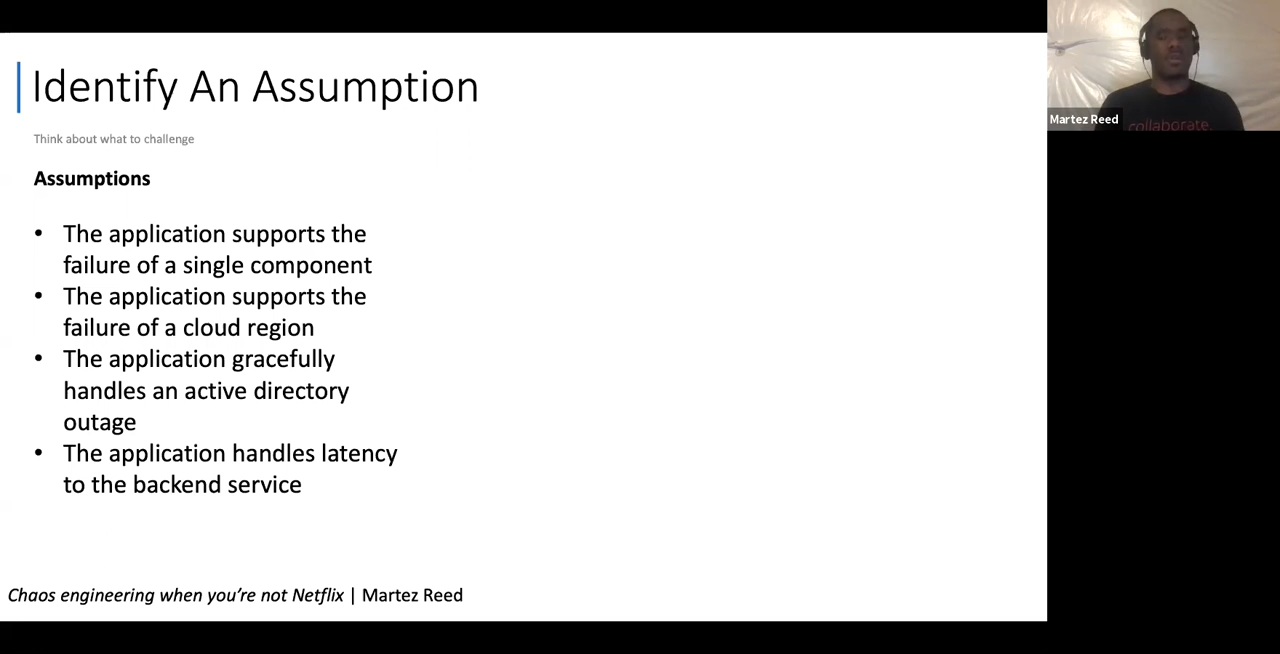 Identify An Assumption
Think about what to challenge
Assumptions
• The application supports the
failure of a single component
• The application supports the
failure of a cloud region
• The application gracefully
handles an active directory
outage
• The application handles latency
to the backend service
Chaos engineering when you’re not Netflix | Martez Reed
Martez Reed
collaborate.